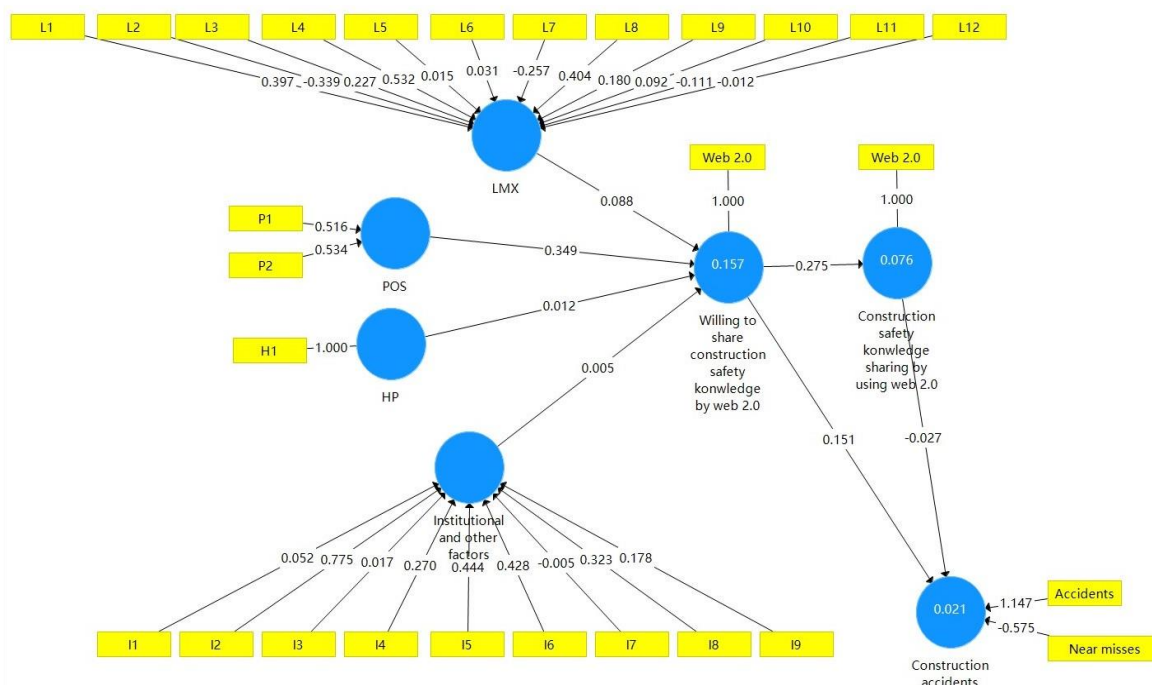 L1 L2 L3 L4 L5 L6 L7 L8 L9 L10 L11 L12
0.397 -0.339 0.227 0.532 0.015 0.031 -0.257 0.404 0.180 0.092 -0.111 -0.012
LMX
Web 2.0 Web 2.0
1.000 1.000
0.088
P1 0.516
P2 0.534
POS
0.349
0.157 0.275 0.076
H1 1.000
HP
0.012
Willing to
share
construction
safety
konwledge
by web 2.0
Construction
safety
konwledge
sharing by
using web 2.0
0.005
0.151 -0.027
Institutional
and other
factors
0.052 0.775 0.017 0.270 0.444 0.428 -0.005 0.323 0.178
I1 I2 I3 I4 I5 I6 I7 I8 I9
0.021
1.147 Accidents
-0.575 Near misses
Construction
accidents